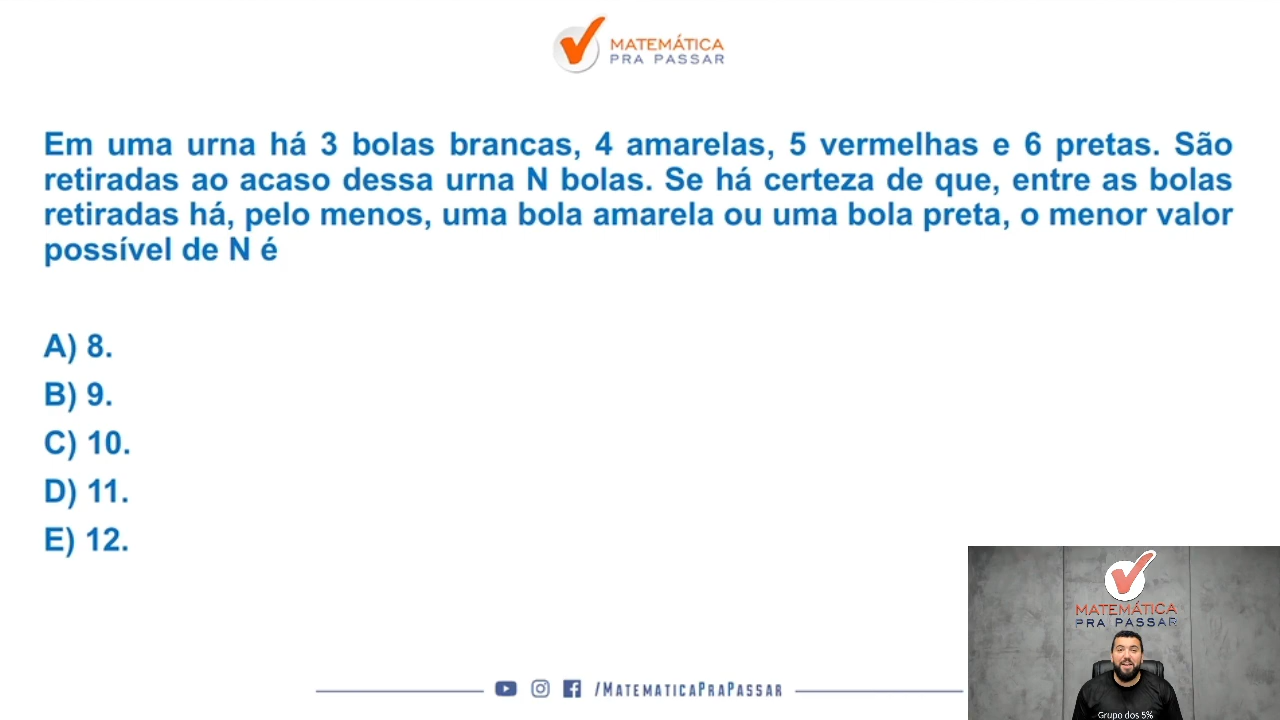 MATEMÁTICA
PRA PASSAR
Em uma urna há 3 bolas brancas, 4 amarelas, 5 vermelhas e 6 pretas. São
retiradas ao acaso dessa urna N bolas. Se há certeza de que, entre as bolas
retiradas há, pelo menos, uma bola amarela ou uma bola preta, o menor valor
possível de N é
A) 8.
B) 9.
C) 10.
D) 11.
E) 12.
MATEMÁTICA
PRA PASSAR
Grupo dos 5%
/MATEMATICAPRAPASSAR